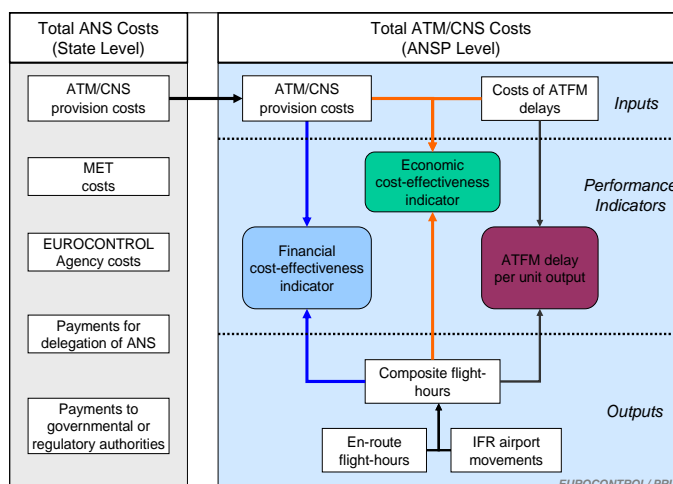 Total ANS Costs
(State Level)
ATM/CNS
provision costs
MET
costs
EUROCONTROL
Agency costs
Payments for
delegation of ANS
Payments to
governmental or
regulatory authorities
Total ATM/CNS Costs
(ANSP Level)
ATM/CNS
provision costs
Costs of ATFM
delays
Inputs
Economic
cost-effectiveness
indicator
Performance
Indicators
Financial
cost-effectiveness
indicator
ATFM delay
per unit output
Composite flight-
hours
Outputs
En-route
flight-hours
IFR airport
movements
EUROCONTROL/